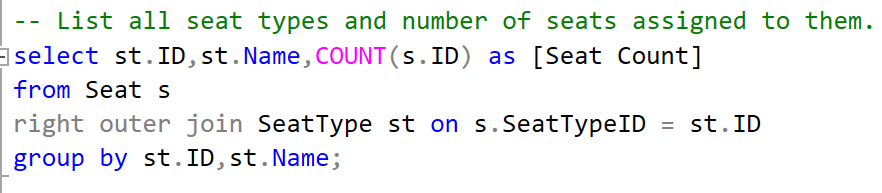 -- List all seat types and number of seats assigned to them.
select st.ID,st.Name,COUNT(s.ID) as [Seat Count]
from Seat s
right outer join SeatType st on s.SeatTypeID = st.ID
group by st.ID,st.Name;